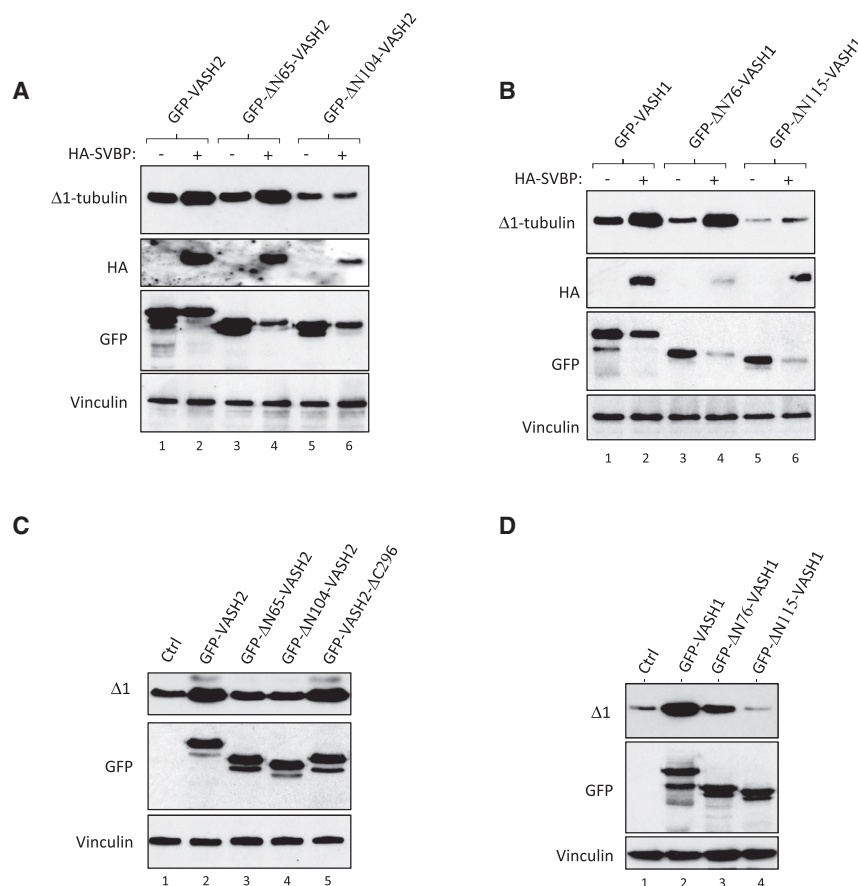 A
GFP-VASH2
GFP-ΔN65-VASH2
GFP-ΔN104-VASH2
HA-SVBP: - + - + - +
Δ1-tubulin
HA
GFP
Vinculin
1 2 3 4 5 6
B
GFP-VASH1
GFP-ΔN76-VASH1
GFP-ΔN115-VASH1
HA-SVBP: - + - + - +
Δ1-tubulin
HA
GFP
Vinculin
1 2 3 4 5 6
C
Ctrl
GFP-VASH2
GFP-ΔN65-VASH2
GFP-ΔN104-VASH2
GFP-VASH2-ΔC296
Δ1
GFP
Vinculin
1 2 3 4 5
D
Ctrl
GFP-VASH1
GFP-ΔN76-VASH1
GFP-ΔN115-VASH1
Δ1
GFP
Vinculin
1 2 3 4